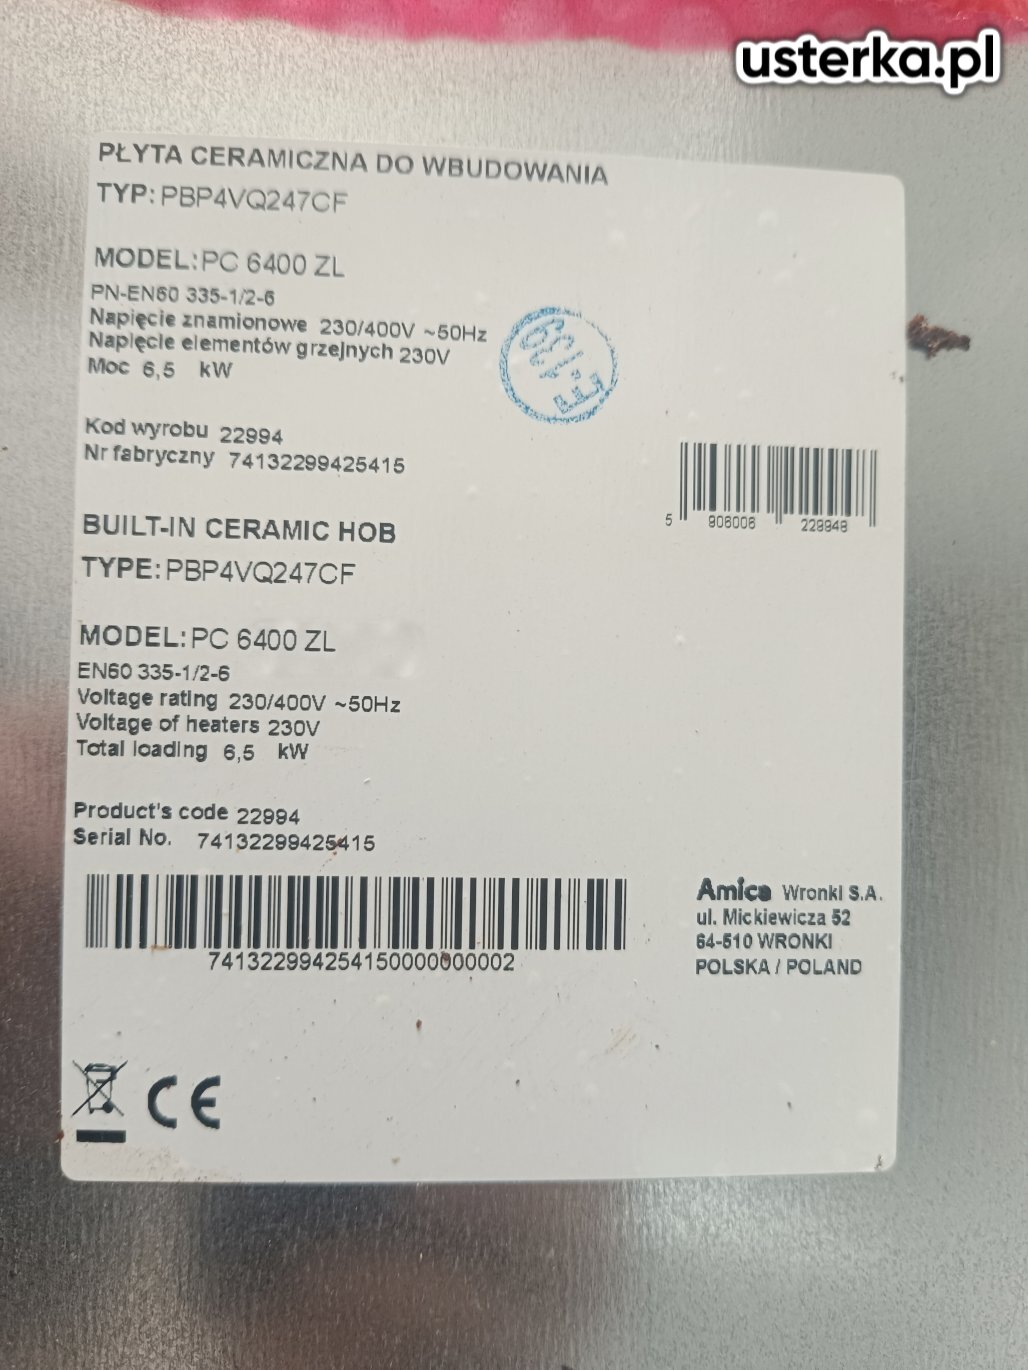 usterka.pl
PŁYTA CERAMICZNA DO WBUDOWANIA
TYP: PBP4VQ247CF
MODEL: PC 6400 ZL
PN-EN60 335-1/2-6
Napięcie znamionowe 230/400V ~50Hz
Napięcie elementów grzejnych 230V
Moc 6,5 kW
E-139
Kod wyrobu 22994
Nr fabryczny 74132299425415
5 906006 229948
BUILT-IN CERAMIC HOB
TYPE: PBP4VQ247CF
MODEL: PC 6400 ZL
EN60 335-1/2-6
Voltage rating 230/400V ~50Hz
Voltage of heaters 230V
Total loading 6,5 kW
Product's code 22994
Serial No. 74132299425415
741322994254150000000002
Amica Wronki S.A.
ul. Mickiewicza 52
64-510 WRONKI
POLSKA / POLAND
CE